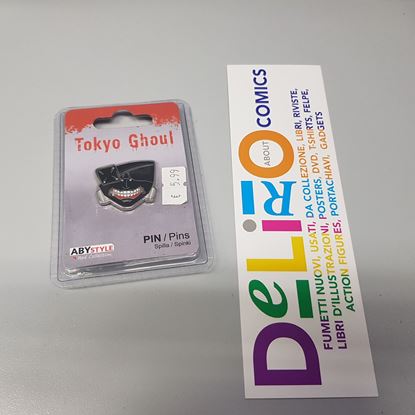 Tokyo Ghoul
€ 5,99
ABYSTYLE
PIN / Pins
Spilla / Spinki
DeLiRiO
ABOUT
COMICS
FUMETTI NUOVI, USATI, DA COLLEZIONE, LIBRI, RIVISTE,
LIBRI D'ILLUSTRAZIONI, POSTERS, DVD, T-SHIRTS, FELPE,
ACTION FIGURES, PORTACHIAVI, GADGETS